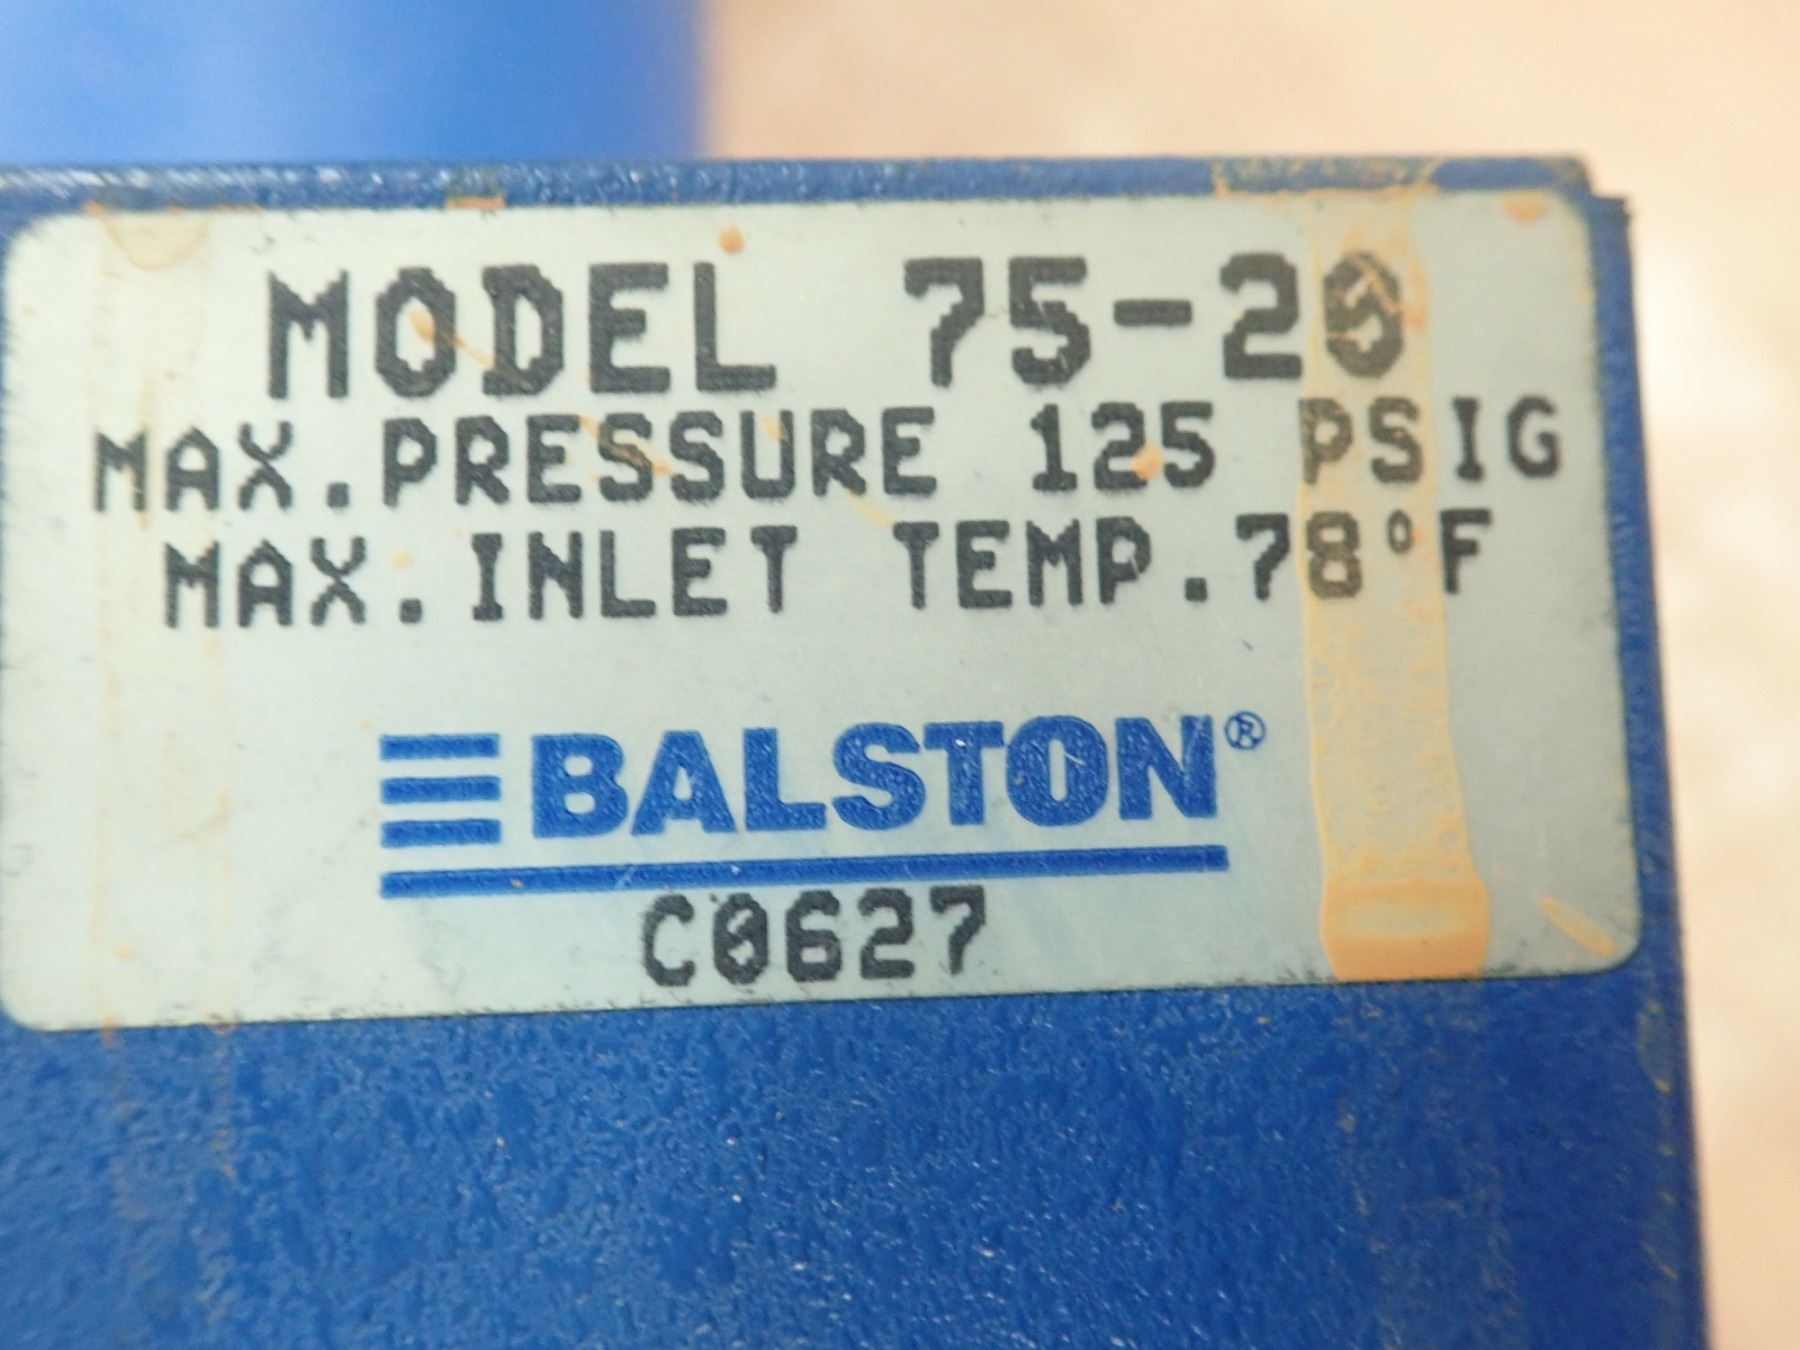 MODEL 75-20
MAX.PRESSURE 125 PSIG
MAX.INLET TEMP.78°F
BALSTON®
C0627